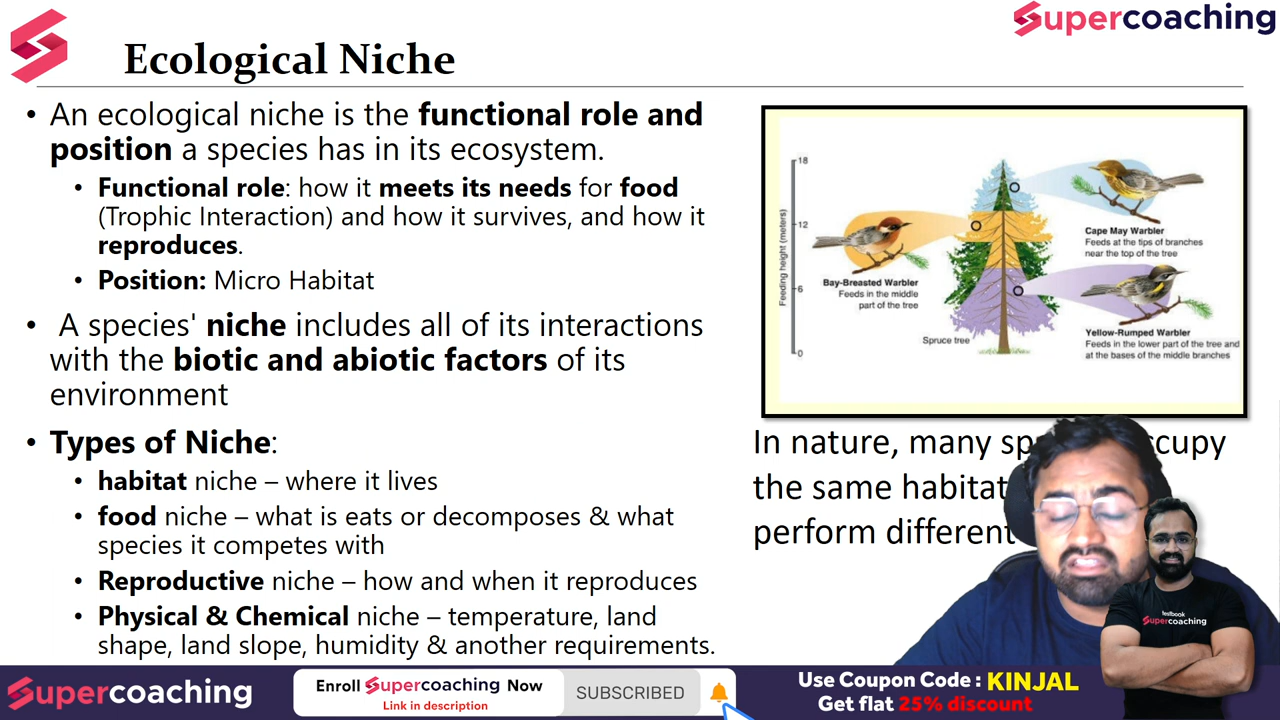 Supercoaching
Ecological Niche
• An ecological niche is the functional role and
position a species has in its ecosystem.
• Functional role: how it meets its needs for food
(Trophic Interaction) and how it survives, and how it
reproduces.
• Position: Micro Habitat
• A species' niche includes all of its interactions
with the biotic and abiotic factors of its
environment
• Types of Niche:
• habitat niche – where it lives
• food niche – what is eats or decomposes & what
species it competes with
• Reproductive niche – how and when it reproduces
• Physical & Chemical niche – temperature, land
shape, land slope, humidity & another requirements.
Feeding height (meters)
18
12
6
0
Cape May Warbler
Feeds at the tips of branches
near the top of the tree
Bay-Breasted Warbler
Feeds in the middle
part of the tree
Yellow-Rumped Warbler
Feeds in the lower part of the tree and
at the bases of the middle branches
Spruce tree
In nature, many
the same habitat
perform different
testbook
Supercoaching
Supercoaching
Enroll Supercoaching Now
Link in description
SUBSCRIBED
Use Coupon Code : KINJAL
Get flat 25% discount